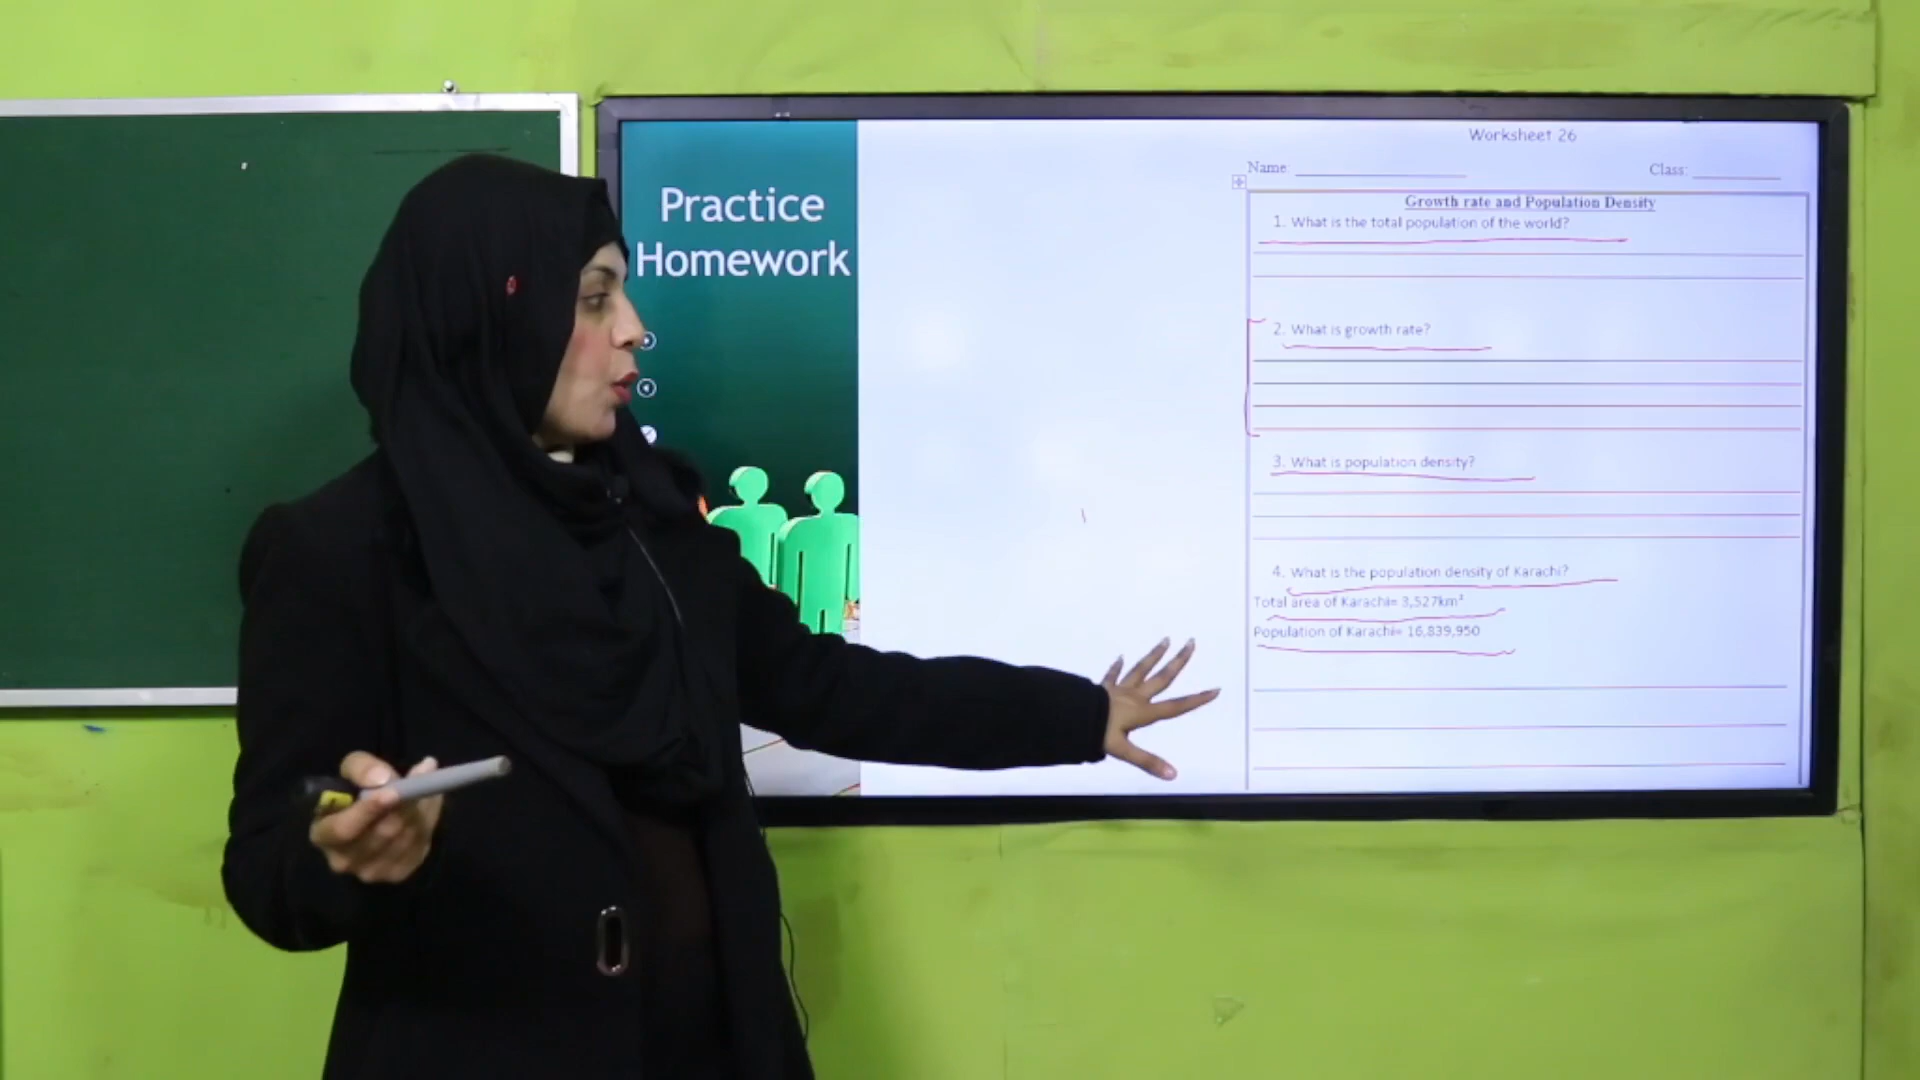 Practice
Homework
Worksheet 26
Name: Class:
Growth rate and Population Density
1. What is the total population of the world?
2. What is growth rate?
3. What is population density?
4. What is the population density of Karachi?
Total area of Karachi= 3,527km²
Population of Karachi= 16,839,950